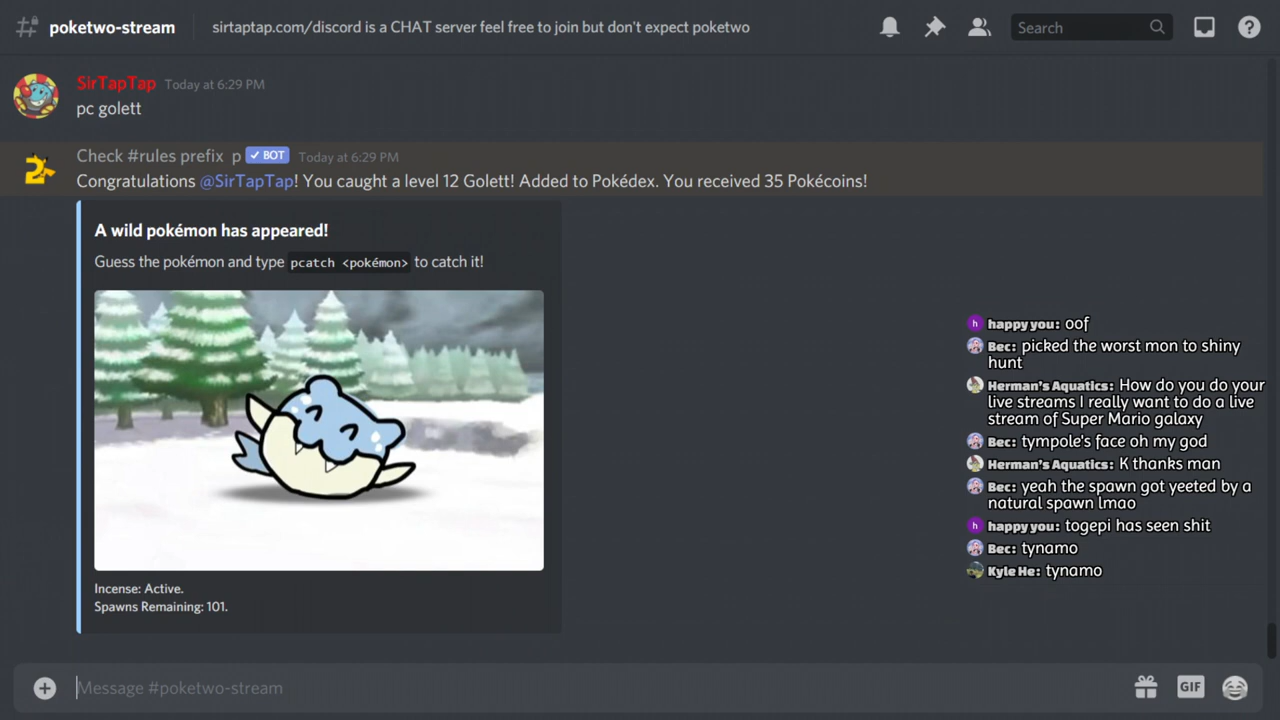 poketwo-stream
sirtaptap.com/discord is a CHAT server feel free to join but don't expect poketwo
Search
SirTapTap Today at 6:29 PM
pc golett
Check #rules prefix p BOT Today at 6:29 PM
Congratulations @SirTapTap! You caught a level 12 Golett! Added to Pokédex. You received 35 Pokécoins!
A wild pokémon has appeared!
Guess the pokémon and type pcatch <pokémon> to catch it!
Incense: Active.
Spawns Remaining: 101.
h happy you: oof
Bec: picked the worst mon to shiny
hunt
Herman's Aquatics: How do you do your
live streams I really want to do a live
stream of Super Mario galaxy
Bec: tympole's face oh my god
Herman's Aquatics: K thanks man
Bec: yeah the spawn got yeeted by a
natural spawn lmao
h happy you: togepi has seen shit
Bec: tynamo
Kyle He: tynamo
Message #poketwo-stream
GIF